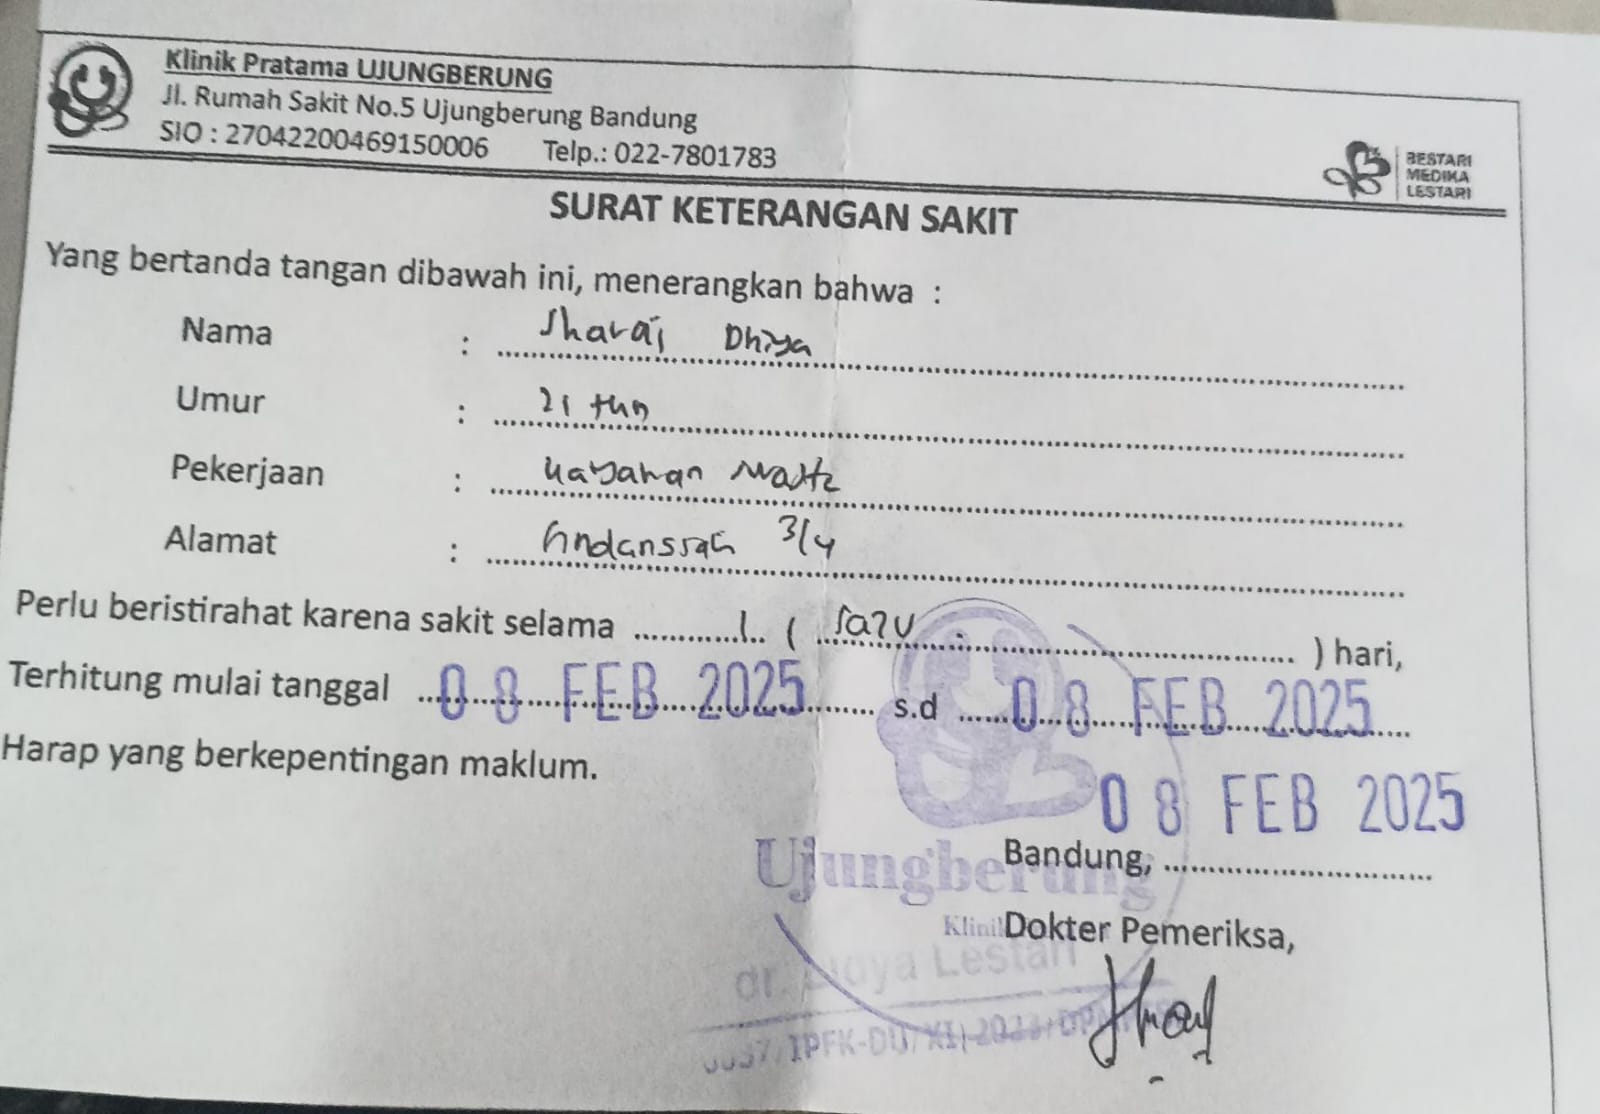 Klinik Pratama UJUNGBERUNG
Jl. Rumah Sakit No.5 Ujungberung Bandung
SIO : 27042200469150006 Telp.: 022-7801783
BESTARI
MEDIKA
LESTARI
SURAT KETERANGAN SAKIT
Yang bertanda tangan dibawah ini, menerangkan bahwa :
Nama : Dhiya
Umur : 21 thn
Pekerjaan :
Alamat : 3/4
Perlu beristirahat karena sakit selama 1 ( satu ) hari,
Terhitung mulai tanggal 08 FEB 2025 s.d 08 FEB 2025
Harap yang berkepentingan maklum.
08 FEB 2025
Bandung,
Ujungberung
Dokter Pemeriksa,
dr. Lestari